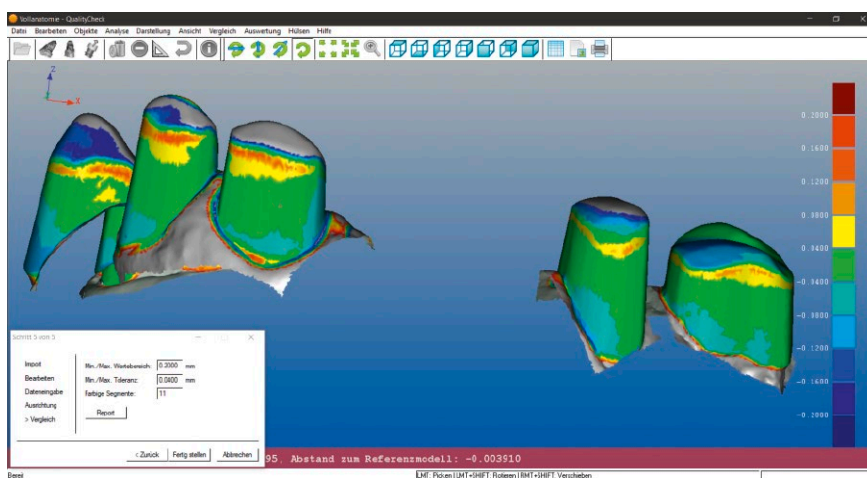 Vollanatomie - QualityCheck
Datei Bearbeiten Objekte Analyse Darstellung Ansicht Vergleich Auswertung Hülsen Hilfe
Z
X
0.2000
0.1600
0.1200
0.0800
0.0400
-0.0400
-0.0800
-0.1200
-0.1600
-0.2000
Schritt 5 von 5
Import
Bearbeiten
Dateneingabe
Ausrichtung
> Vergleich
Min./Max. Wertebereich: 0.2000 mm
Min./Max. Toleranz: 0.0400 mm
Farbige Segmente: 11
Report
< Zurück Fertig stellen Abbrechen
95, Abstand zum Referenzmodell: -0.003910
Bereit
LMT: Picken | LMT+SHIFT: Rotieren | RMT+SHIFT: Verschieben